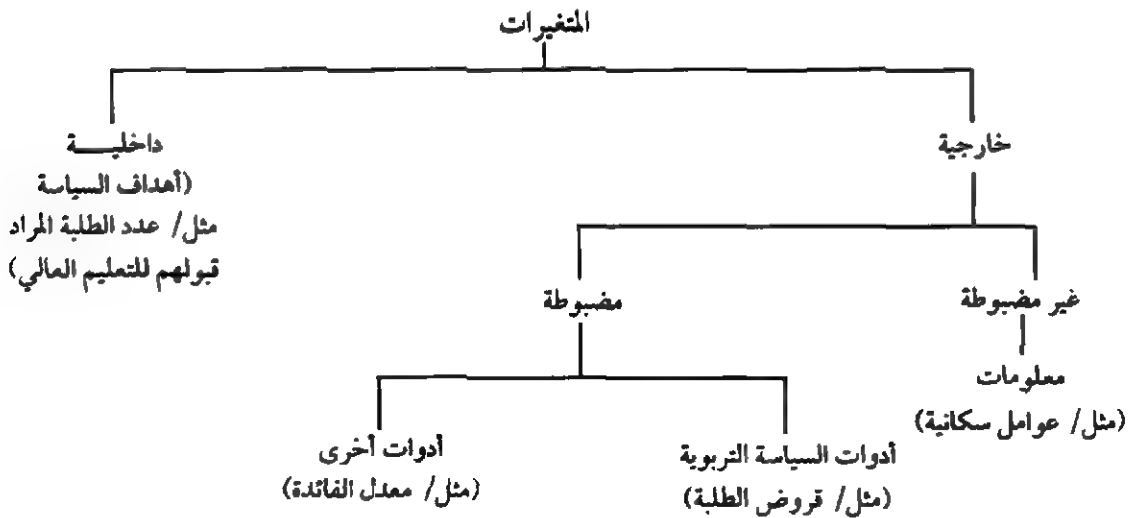 المتغيرات
خارجية
داخليــــة
(أهداف السياسة
مثل/ عدد الطلبة المراد
قبولهم للتعليم العالي)
غير مضبوطة
مضبوطة
معلومات
(مثل/ عوامل سكانية)
أدوات السياسة التربوية
(مثل/ قروض الطلبة)
أدوات أخرى
(مثل/ معدل الفائدة)